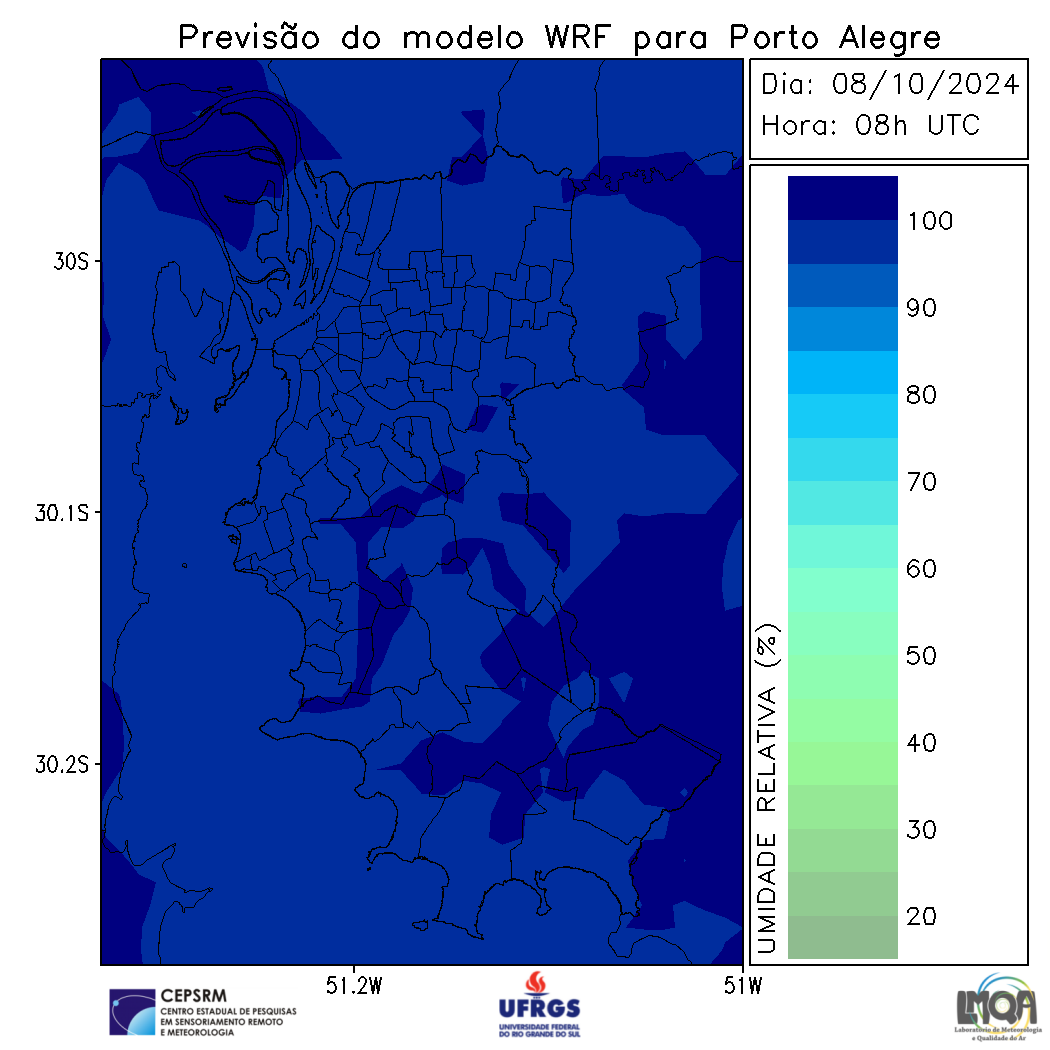 Previsão do modelo WRF para Porto Alegre
Dia: 08/10/2024
Hora: 08h UTC
30S
30.1S
30.2S
51.2W
51W
UMIDADE RELATIVA (%)
100
90
80
70
60
50
40
30
20
CEPSRM
CENTRO ESTADUAL DE PESQUISAS
EM SENSORIAMENTO REMOTO
E METEOROLOGIA
UFRGS
UNIVERSIDADE FEDERAL
DO RIO GRANDE DO SUL
LMQA
Laboratório de Meteorologia
e Qualidade do Ar